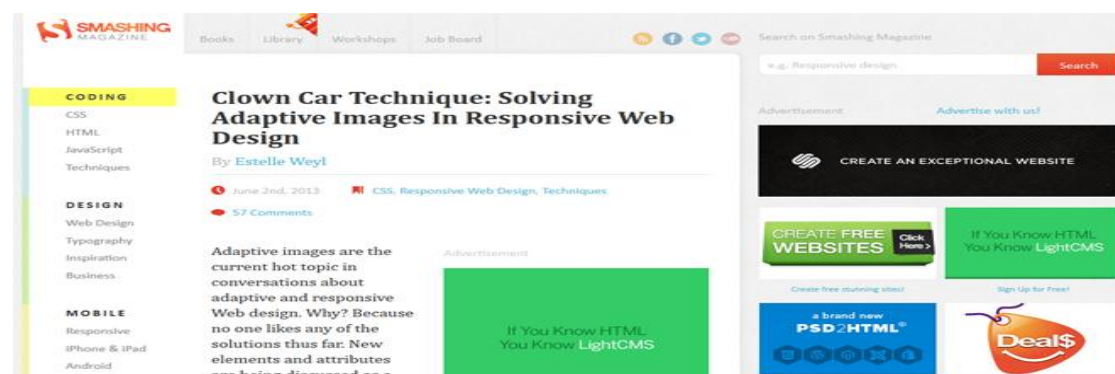 SMASHING
MAGAZINE
Books Library Workshops Job Board
Search on Smashing Magazine
e.g. Responsive design
Search
CODING
CSS
HTML
JavaScript
Techniques
DESIGN
Web Design
Typography
Inspiration
Business
MOBILE
Responsive
iPhone & iPad
Android
Clown Car Technique: Solving
Adaptive Images In Responsive Web
Design
By Estelle Weyl
June 2nd, 2013
CSS, Responsive Web Design, Techniques
57 Comments
Adaptive images are the
current hot topic in
conversations about
adaptive and responsive
Web design. Why? Because
no one likes any of the
solutions thus far. New
elements and attributes
are being discussed as a
Advertisement
If You Know HTML
You Know LightCMS
Advertisement
Advertise with us!
CREATE AN EXCEPTIONAL WEBSITE
CREATE FREE
WEBSITES
Click
Here >
Create free stunning sites!
If You Know HTML
You Know LightCMS
Sign Up for Free!
a brand new
PSD2HTML®
Deal$